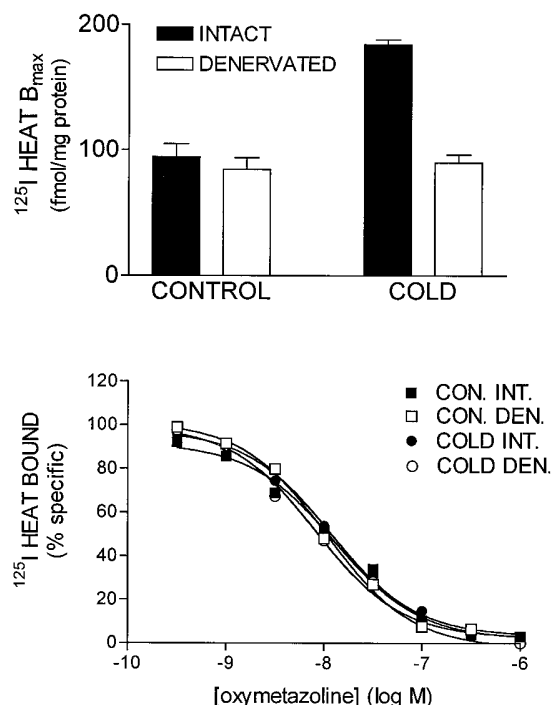 200
100
0
¹²⁵I HEAT Bmax
(fmol/mg protein)
INTACT
DENERVATED
CONTROL
COLD
120
100
80
60
40
20
0
¹²⁵I HEAT BOUND
(% specific)
CON. INT.
CON. DEN.
COLD INT.
COLD DEN.
-10
-9
-8
-7
-6
[oxymetazoline] (log M)